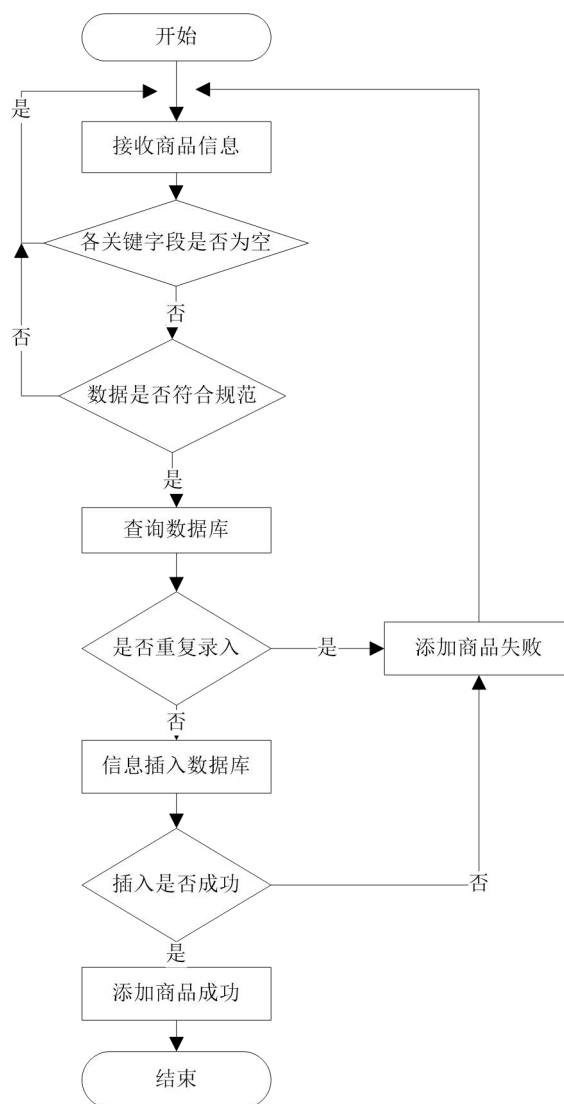 开始
是
接收商品信息
各关键字段是否为空
否
否
数据是否符合规范
是
查询数据库
是否重复录入
是
添加商品失败
否
信息插入数据库
插入是否成功
否
是
添加商品成功
结束